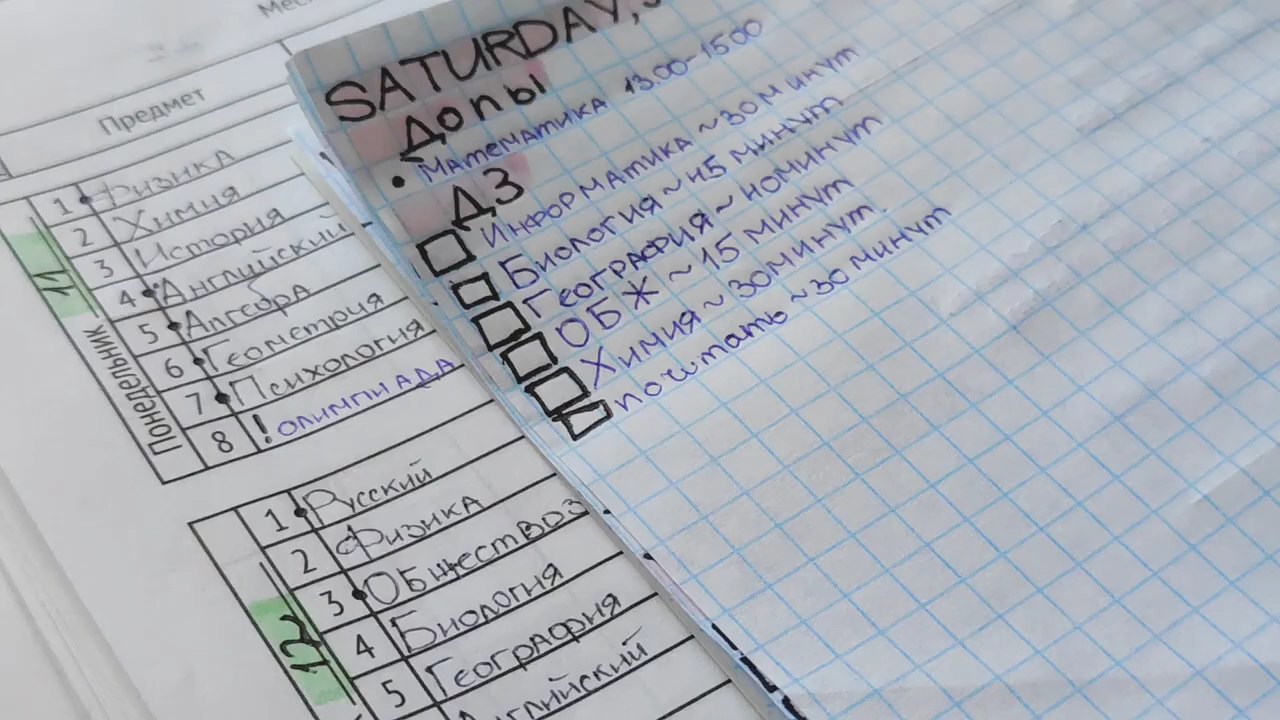 Предмет
Понедельник
11
1 Физика
2 Химия
3 История
4 Английский
5 Алгебра
6 Геометрия
7 Психология
8 ! ОЛИМПИАДА
12
1 Русский
2 Физика
3 Обществоз
4 Биология
5 География
SATURDAY,
Допы
• Математика 13.00-15.00
ДЗ
Информатика ~ 30 минут
Биология ~ 45 минут
География ~ 40 минут
ОБЖ ~ 15 минут
Химия ~ 30 минут
почитать ~ 30 минут